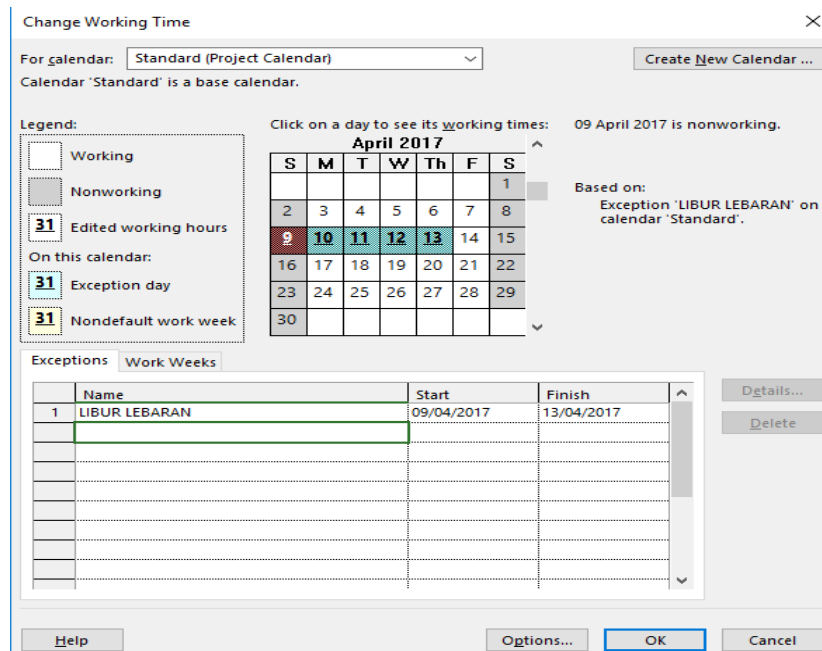 Change Working Time
For calendar: Standard (Project Calendar)
Create New Calendar ...
Calendar 'Standard' is a base calendar.
Legend:
Working
Nonworking
31 Edited working hours
On this calendar:
31 Exception day
31 Nondefault work week
Click on a day to see its working times:
April 2017
S M T W Th F S
1
2 3 4 5 6 7 8
9 10 11 12 13 14 15
16 17 18 19 20 21 22
23 24 25 26 27 28 29
30
09 April 2017 is nonworking.
Based on:
Exception 'LIBUR LEBARAN' on
calendar 'Standard'.
Exceptions Work Weeks
Name Start Finish
1 LIBUR LEBARAN 09/04/2017 13/04/2017
Details...
Delete
Help
Options...
OK
Cancel